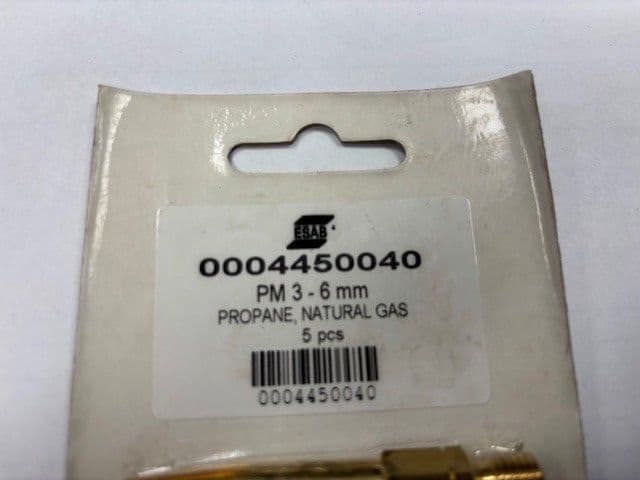 ESAB
0004450040
PM 3 - 6 mm
PROPANE, NATURAL GAS
5 pcs
0004450040